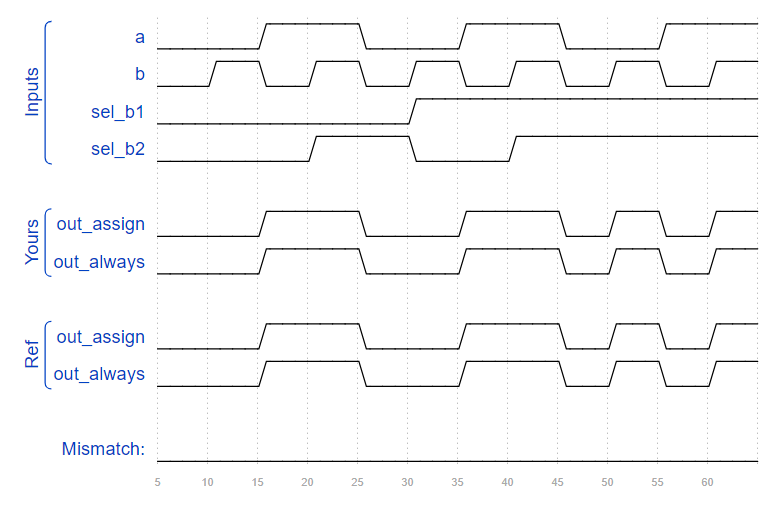 Inputs
a
b
sel_b1
sel_b2
Yours
out_assign
out_always
Ref
out_assign
out_always
Mismatch:
5 10 15 20 25 30 35 40 45 50 55 60